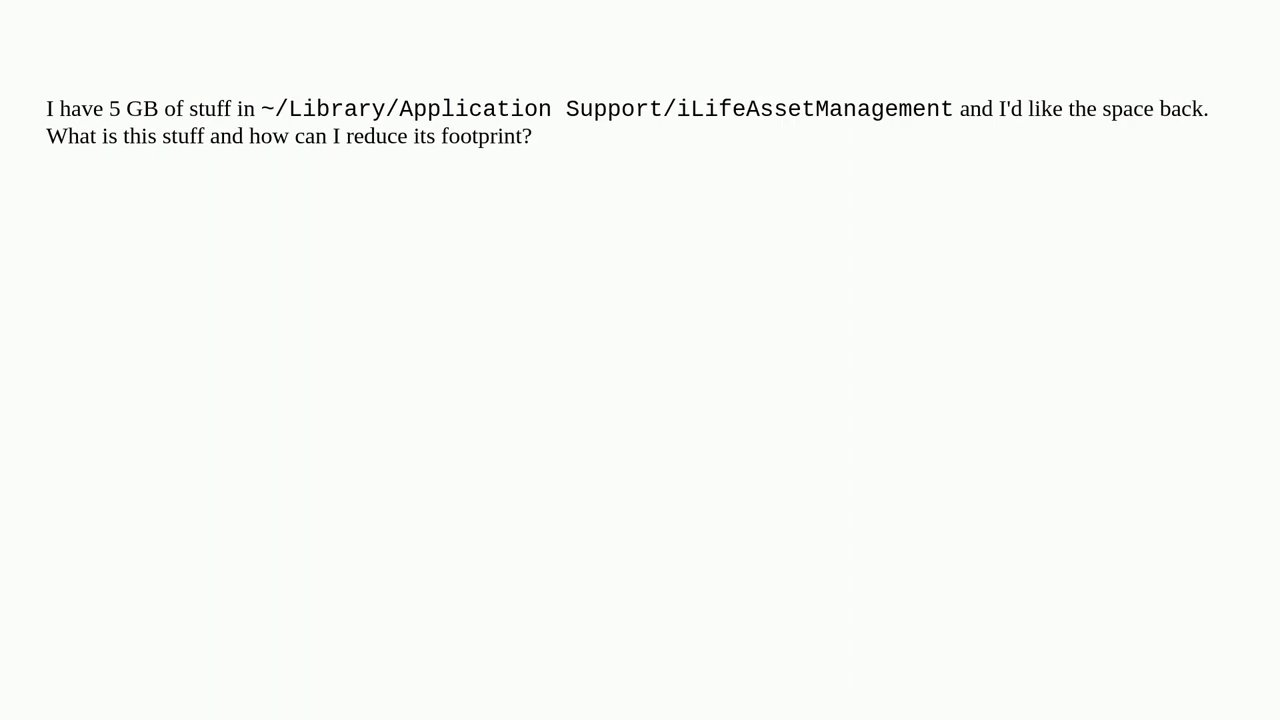 I have 5 GB of stuff in ~/Library/Application Support/iLifeAssetManagement and I'd like the space back.
What is this stuff and how can I reduce its footprint?